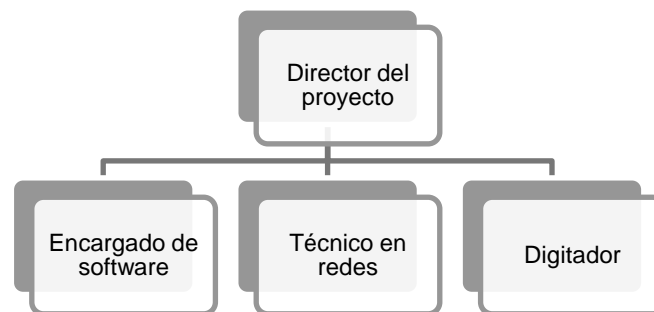 Director del
proyecto
Encargado de
software
Técnico en
redes
Digitador